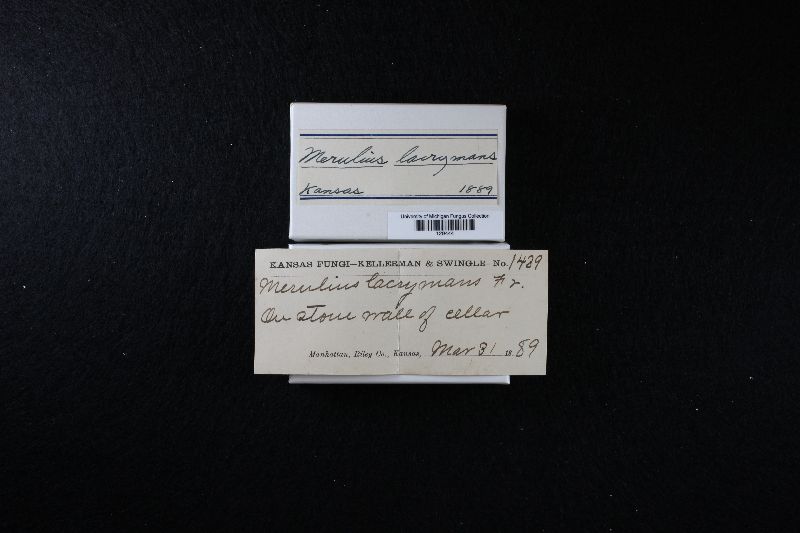 Merulius lacrymans
Kansas 1889
University of Michigan Fungus Collection
KANSAS FUNGI—KELLERMAN & SWINGLE No. 1429
Merulius lacrymans Fr.
On stone wall of cellar
Manhattan, Riley Co., Kansas, Mar 31 1889